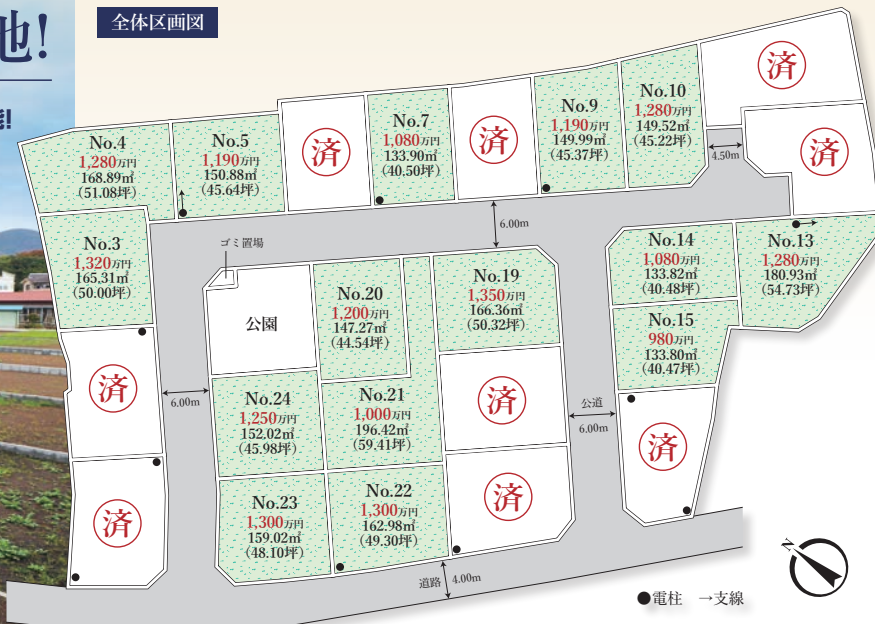 地!
全体区画図
No.4
1,280万円
168.89㎡
(51.08坪)
No.5
1,190万円
150.88㎡
(45.64坪)
済
No.7
1,080万円
133.90㎡
(40.50坪)
済
No.9
1,190万円
149.99㎡
(45.37坪)
No.10
1,280万円
149.52㎡
(45.22坪)
済
済
4.50m
6.00m
No.3
1,320万円
165.31㎡
(50.00坪)
ゴミ置場
公園
No.20
1,200万円
147.27㎡
(44.54坪)
No.19
1,350万円
166.36㎡
(50.32坪)
No.14
1,080万円
133.82㎡
(40.48坪)
No.13
1,280万円
180.93㎡
(54.73坪)
No.15
980万円
133.80㎡
(40.47坪)
済
6.00m
No.24
1,250万円
152.02㎡
(45.98坪)
No.21
1,000万円
196.42㎡
(59.41坪)
済
公道
6.00m
済
済
No.23
1,300万円
159.02㎡
(48.10坪)
No.22
1,300万円
162.98㎡
(49.30坪)
済
道路 4.00m
N
●電柱 →支線